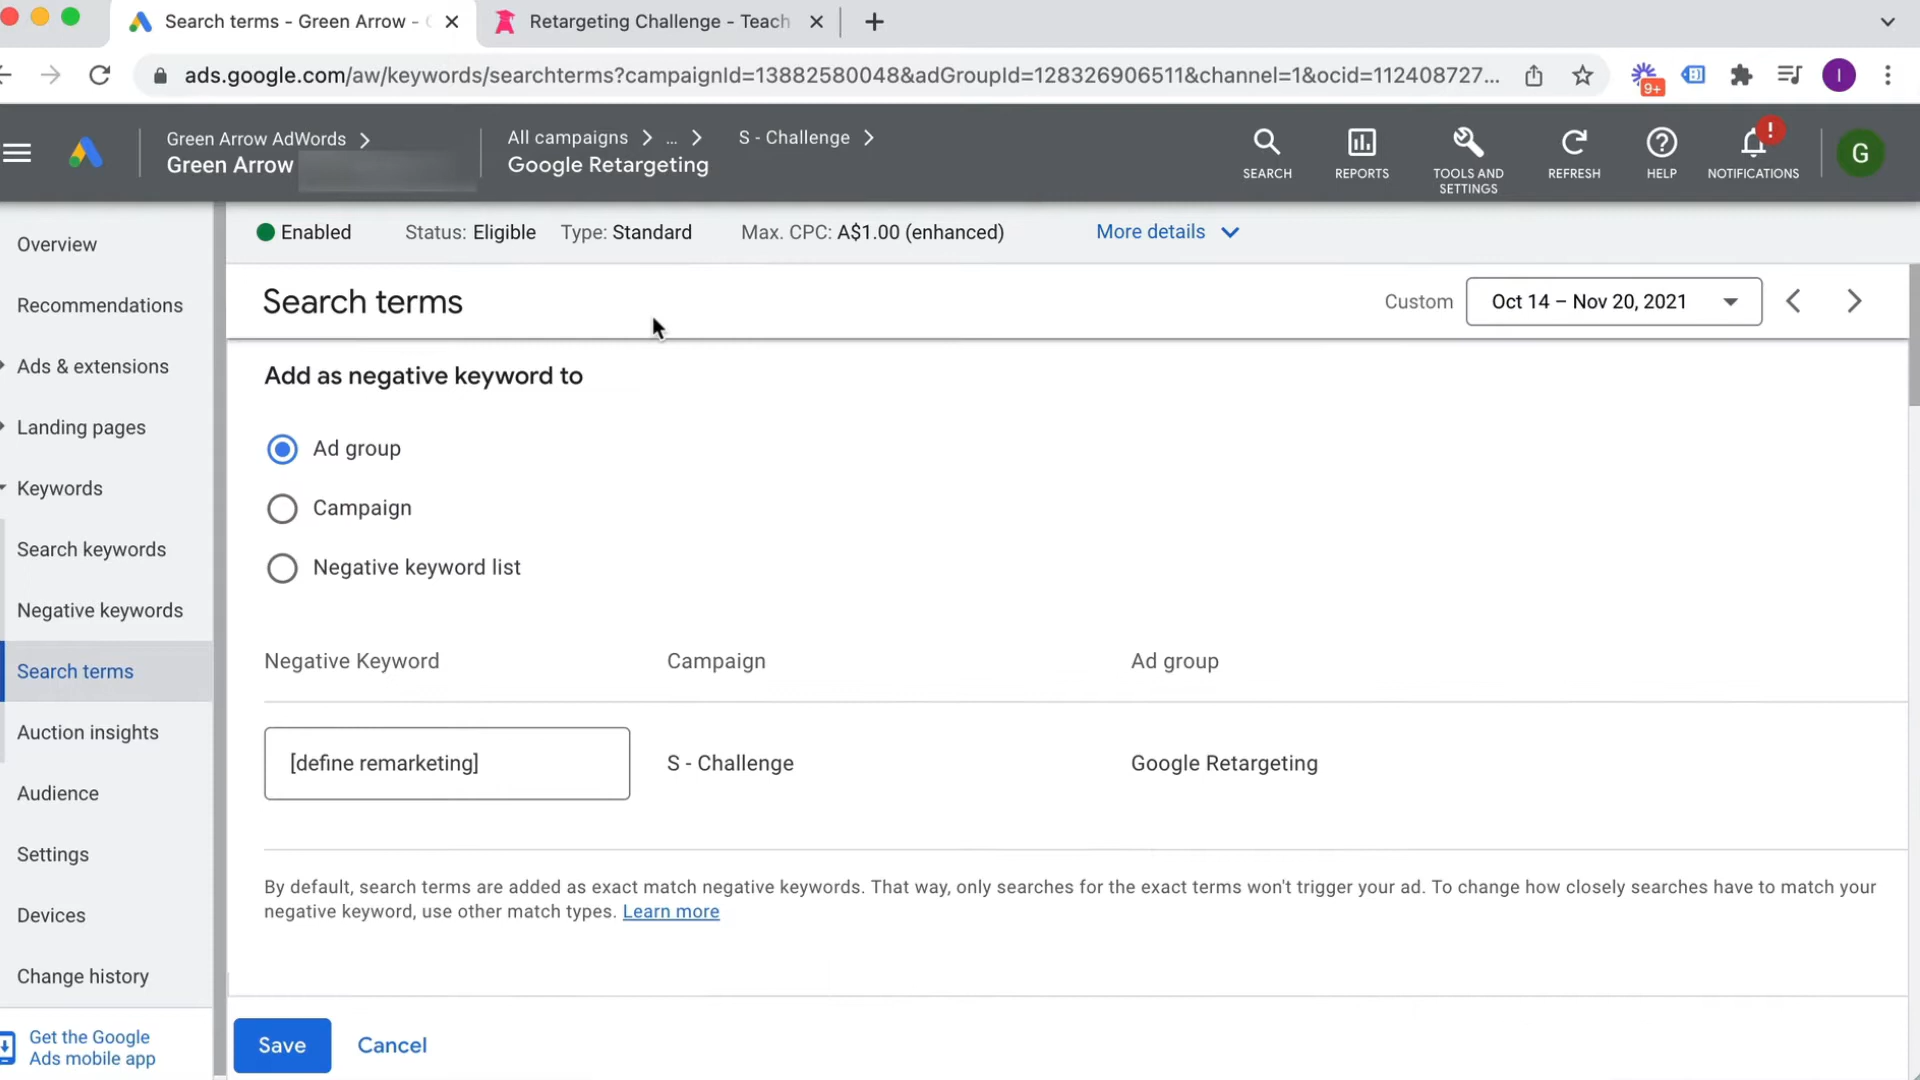 Search terms - Green Arrow -
Retargeting Challenge - Teach
ads.google.com/aw/keywords/searchterms?campaignId=13882580048&adGroupId=128326906511&channel=1&ocid=112408727...
9+
I
Green Arrow AdWords
Green Arrow
All campaigns > ... >
S - Challenge >
Google Retargeting
SEARCH
REPORTS
TOOLS AND
SETTINGS
REFRESH
HELP
!
NOTIFICATIONS
G
Overview
Recommendations
Ads & extensions
Landing pages
Keywords
Search keywords
Negative keywords
Search terms
Auction insights
Audience
Settings
Devices
Change history
Get the Google
Ads mobile app
Enabled
Status: Eligible
Type: Standard
Max. CPC: A$1.00 (enhanced)
More details
Search terms
Custom
Oct 14 – Nov 20, 2021
Add as negative keyword to
Ad group
Campaign
Negative keyword list
Negative Keyword
Campaign
Ad group
[define remarketing]
S - Challenge
Google Retargeting
By default, search terms are added as exact match negative keywords. That way, only searches for the exact terms won't trigger your ad. To change how closely searches have to match your
negative keyword, use other match types. Learn more
Save
Cancel